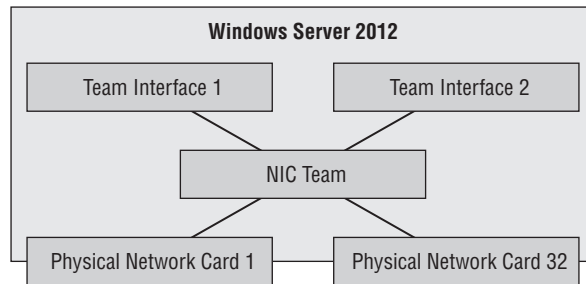 Windows Server 2012
Team Interface 1
Team Interface 2
NIC Team
Physical Network Card 1
Physical Network Card 32